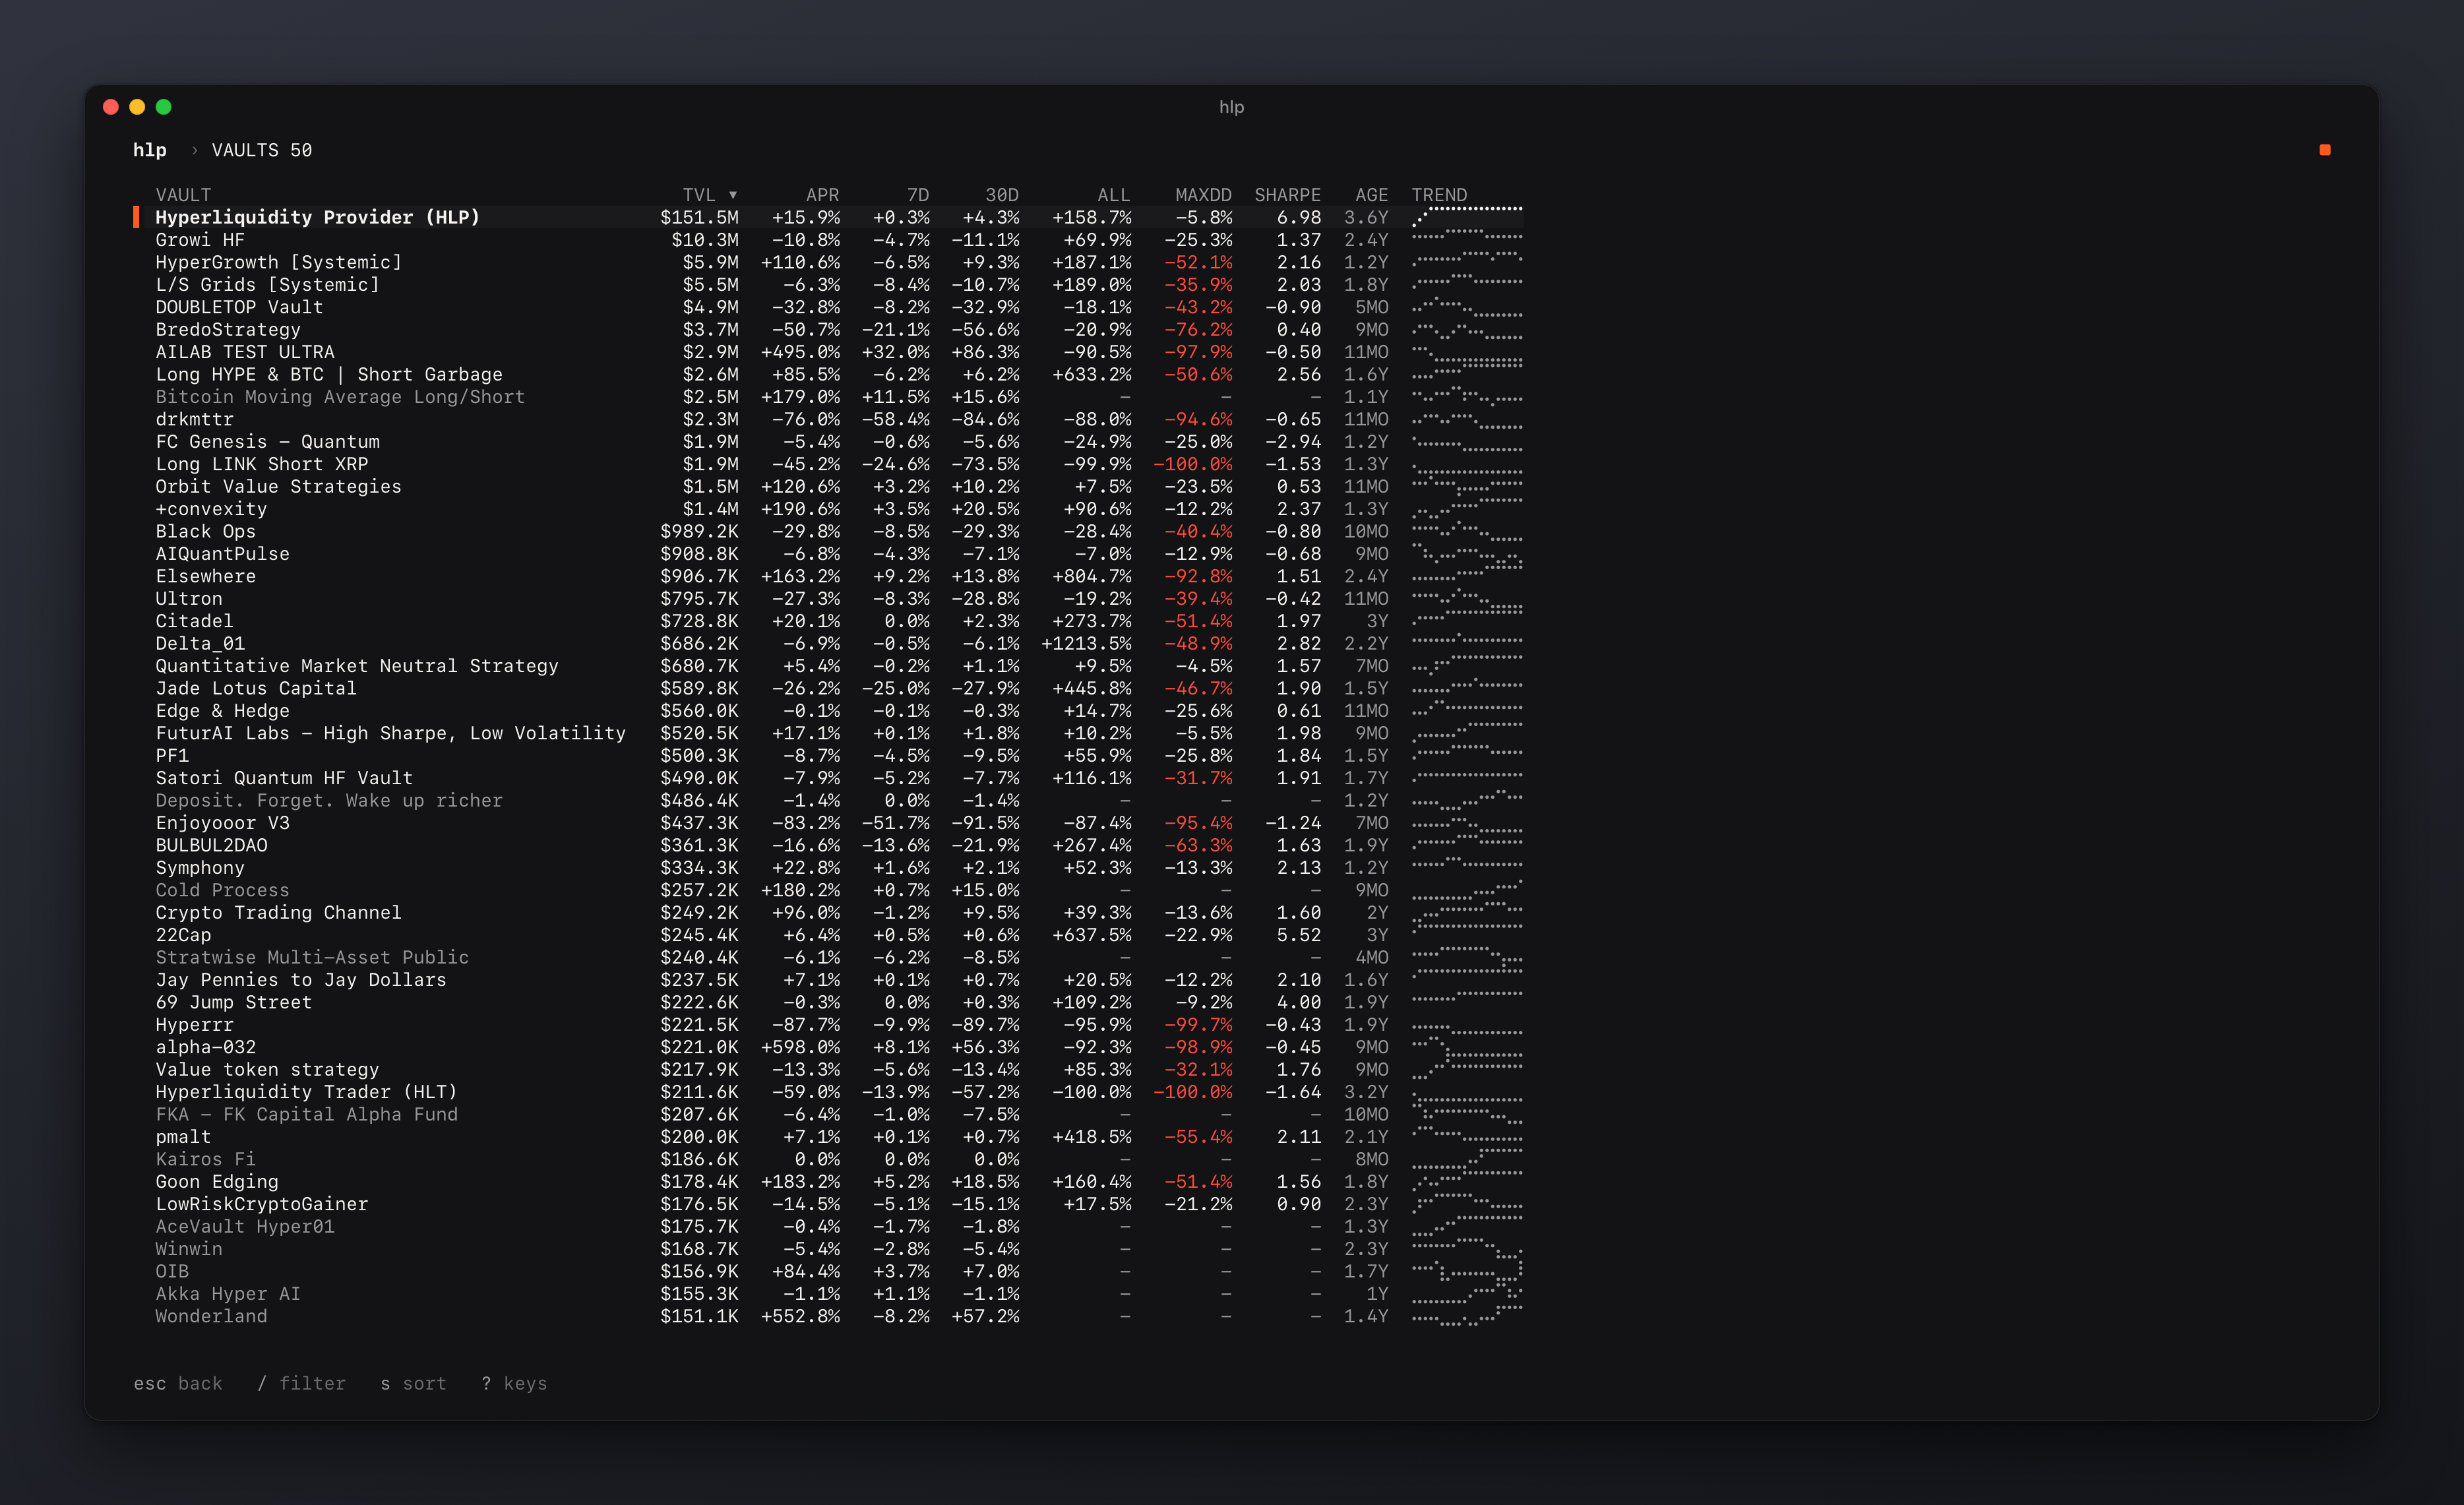 hlp
hlp › VAULTS 50
VAULT TVL ▼ APR 7D 30D ALL MAXDD SHARPE AGE TREND
Hyperliquidity Provider (HLP) $151.5M +15.9% +0.3% +4.3% +158.7% −5.8% 6.98 3.6Y
Growi HF $10.3M −10.8% −4.7% −11.1% +69.9% −25.3% 1.37 2.4Y
HyperGrowth [Systemic] $5.9M +110.6% −6.5% +9.3% +187.1% −52.1% 2.16 1.2Y
L/S Grids [Systemic] $5.5M −6.3% −8.4% −10.7% +189.0% −35.9% 2.03 1.8Y
DOUBLETOP Vault $4.9M −32.8% −8.2% −32.9% −18.1% −43.2% −0.90 5MO
BredoStrategy $3.7M −50.7% −21.1% −56.6% −20.9% −76.2% 0.40 9MO
AILAB TEST ULTRA $2.9M +495.0% +32.0% +86.3% −90.5% −97.9% −0.50 11MO
Long HYPE & BTC | Short Garbage $2.6M +85.5% −6.2% +6.2% +633.2% −50.6% 2.56 1.6Y
Bitcoin Moving Average Long/Short $2.5M +179.0% +11.5% +15.6% — — — 1.1Y
drkmttr $2.3M −76.0% −58.4% −84.6% −88.0% −94.6% −0.65 11MO
FC Genesis − Quantum $1.9M −5.4% −0.6% −5.6% −24.9% −25.0% −2.94 1.2Y
Long LINK Short XRP $1.9M −45.2% −24.6% −73.5% −99.9% −100.0% −1.53 1.3Y
Orbit Value Strategies $1.5M +120.6% +3.2% +10.2% +7.5% −23.5% 0.53 11MO
+convexity $1.4M +190.6% +3.5% +20.5% +90.6% −12.2% 2.37 1.3Y
Black Ops $989.2K −29.8% −8.5% −29.3% −28.4% −40.4% −0.80 10MO
AIQuantPulse $908.8K −6.8% −4.3% −7.1% −7.0% −12.9% −0.68 9MO
Elsewhere $906.7K +163.2% +9.2% +13.8% +804.7% −92.8% 1.51 2.4Y
Ultron $795.7K −27.3% −8.3% −28.8% −19.2% −39.4% −0.42 11MO
Citadel $728.8K +20.1% 0.0% +2.3% +273.7% −51.4% 1.97 3Y
Delta_01 $686.2K −6.9% −0.5% −6.1% +1213.5% −48.9% 2.82 2.2Y
Quantitative Market Neutral Strategy $680.7K +5.4% −0.2% +1.1% +9.5% −4.5% 1.57 7MO
Jade Lotus Capital $589.8K −26.2% −25.0% −27.9% +445.8% −46.7% 1.90 1.5Y
Edge & Hedge $560.0K −0.1% −0.1% −0.3% +14.7% −25.6% 0.61 11MO
FuturAI Labs − High Sharpe, Low Volatility $520.5K +17.1% +0.1% +1.8% +10.2% −5.5% 1.98 9MO
PF1 $500.3K −8.7% −4.5% −9.5% +55.9% −25.8% 1.84 1.5Y
Satori Quantum HF Vault $490.0K −7.9% −5.2% −7.7% +116.1% −31.7% 1.91 1.7Y
Deposit. Forget. Wake up richer $486.4K −1.4% 0.0% −1.4% — — — 1.2Y
Enjoyooor V3 $437.3K −83.2% −51.7% −91.5% −87.4% −95.4% −1.24 7MO
BULBUL2DAO $361.3K −16.6% −13.6% −21.9% +267.4% −63.3% 1.63 1.9Y
Symphony $334.3K +22.8% +1.6% +2.1% +52.3% −13.3% 2.13 1.2Y
Cold Process $257.2K +180.2% +0.7% +15.0% — — — 9MO
Crypto Trading Channel $249.2K +96.0% −1.2% +9.5% +39.3% −13.6% 1.60 2Y
22Cap $245.4K +6.4% +0.5% +0.6% +637.5% −22.9% 5.52 3Y
Stratwise Multi−Asset Public $240.4K −6.1% −6.2% −8.5% — — — 4MO
Jay Pennies to Jay Dollars $237.5K +7.1% +0.1% +0.7% +20.5% −12.2% 2.10 1.6Y
69 Jump Street $222.6K −0.3% 0.0% +0.3% +109.2% −9.2% 4.00 1.9Y
Hyperrr $221.5K −87.7% −9.9% −89.7% −95.9% −99.7% −0.43 1.9Y
alpha−032 $221.0K +598.0% +8.1% +56.3% −92.3% −98.9% −0.45 9MO
Value token strategy $217.9K −13.3% −5.6% −13.4% +85.3% −32.1% 1.76 9MO
Hyperliquidity Trader (HLT) $211.6K −59.0% −13.9% −57.2% −100.0% −100.0% −1.64 3.2Y
FKA − FK Capital Alpha Fund $207.6K −6.4% −1.0% −7.5% — — — 10MO
pmalt $200.0K +7.1% +0.1% +0.7% +418.5% −55.4% 2.11 2.1Y
Kairos Fi $186.6K 0.0% 0.0% 0.0% — — — 8MO
Goon Edging $178.4K +183.2% +5.2% +18.5% +160.4% −51.4% 1.56 1.8Y
LowRiskCryptoGainer $176.5K −14.5% −5.1% −15.1% +17.5% −21.2% 0.90 2.3Y
AceVault Hyper01 $175.7K −0.4% −1.7% −1.8% — — — 1.3Y
Winwin $168.7K −5.4% −2.8% −5.4% — — — 2.3Y
OIB $156.9K +84.4% +3.7% +7.0% — — — 1.7Y
Akka Hyper AI $155.3K −1.1% +1.1% −1.1% — — — 1Y
Wonderland $151.1K +552.8% −8.2% +57.2% — — — 1.4Y
esc back / filter s sort ? keys